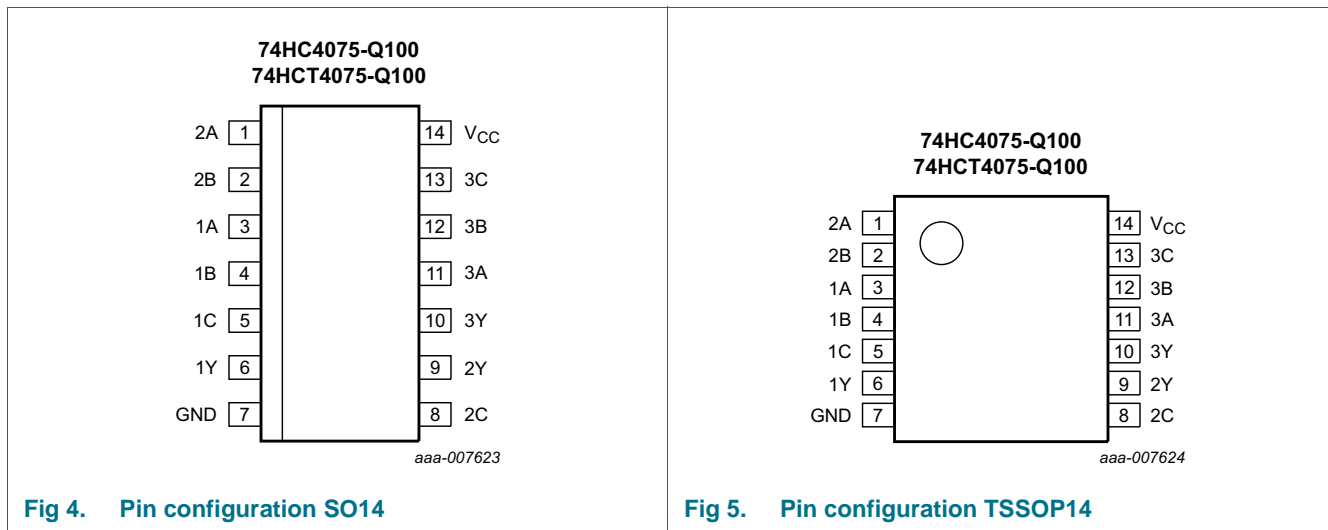 74HC4075-Q100
74HCT4075-Q100
2A 1 14 VCC
2B 2 13 3C
1A 3 12 3B
1B 4 11 3A
1C 5 10 3Y
1Y 6 9 2Y
GND 7 8 2C
aaa-007623
Fig 4. Pin configuration SO14
74HC4075-Q100
74HCT4075-Q100
2A 1 14 VCC
2B 2 13 3C
1A 3 12 3B
1B 4 11 3A
1C 5 10 3Y
1Y 6 9 2Y
GND 7 8 2C
aaa-007624
Fig 5. Pin configuration TSSOP14